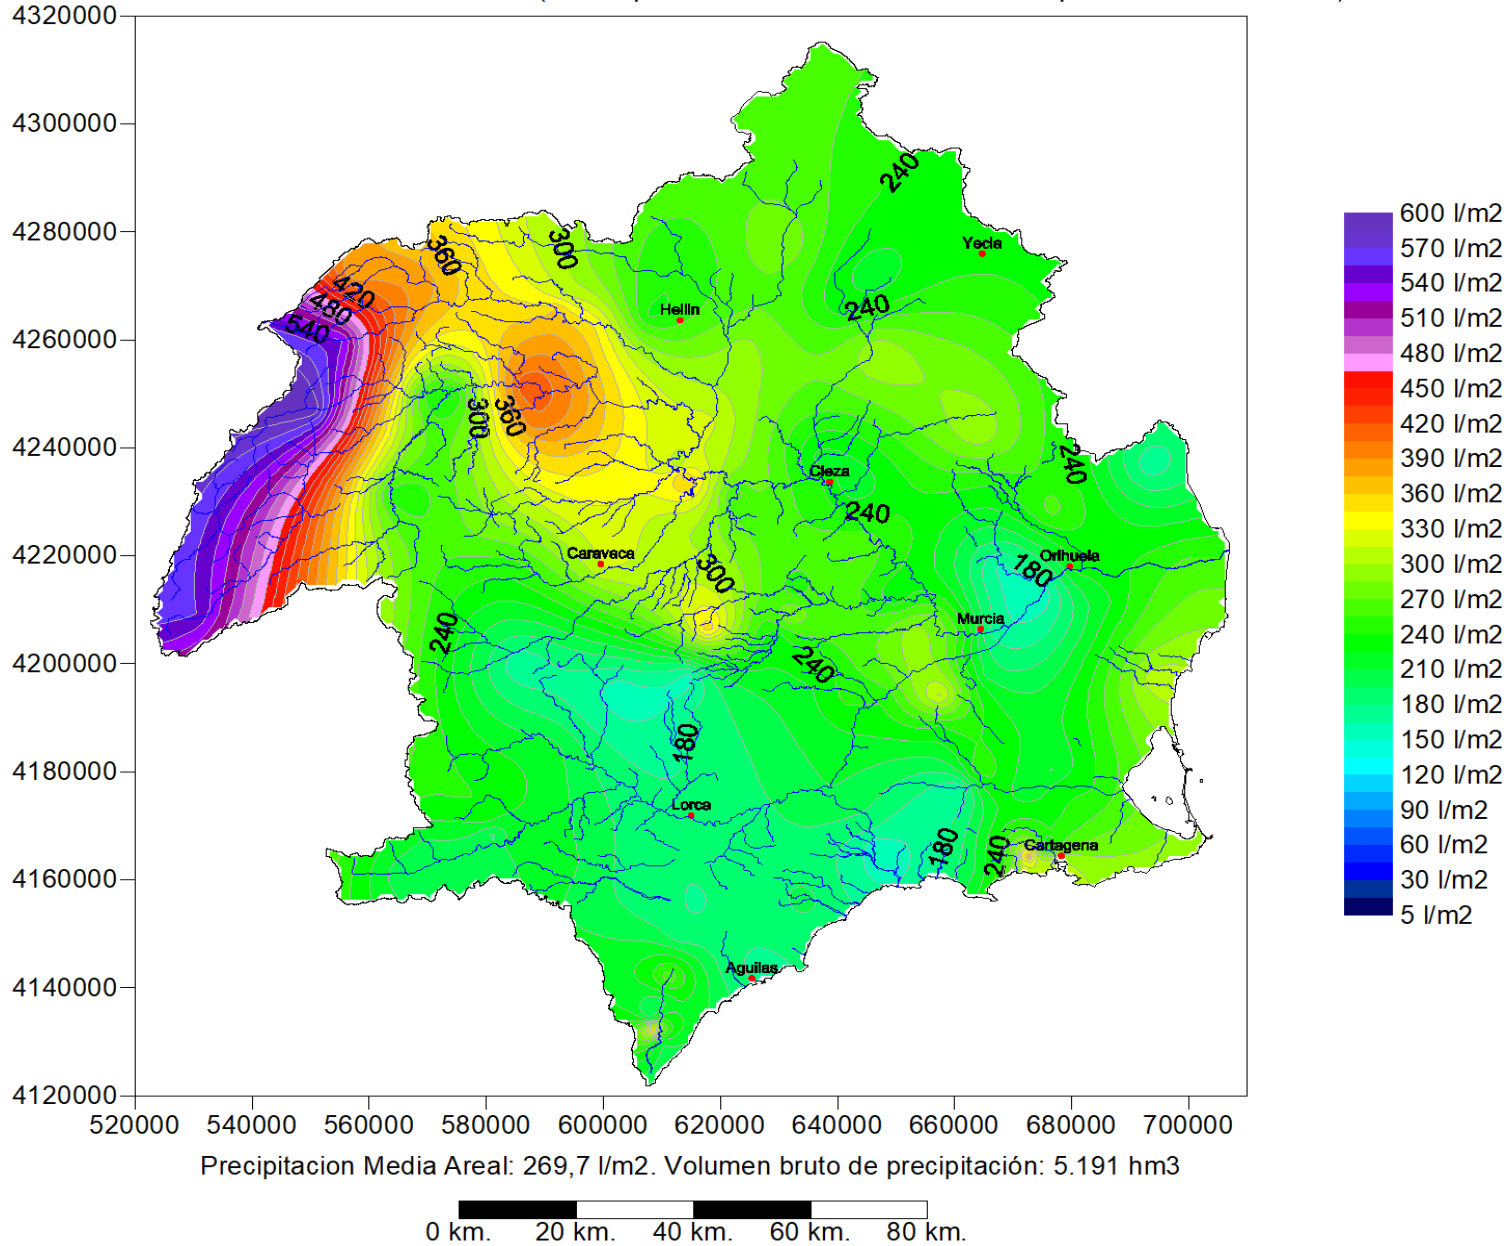 4320000
4300000
4280000
4260000
4240000
4220000
4200000
4180000
4160000
4140000
4120000
520000 540000 560000 580000 600000 620000 640000 660000 680000 700000
240
Yecla
300
360
420
480
540
Hellin
240
300
360
Cieza
240
240
Caravaca
300
Orihuela
180
Murcia
240
240
180
Lorca
180
240
Cartagena
Aguilas
600 l/m2
570 l/m2
540 l/m2
510 l/m2
480 l/m2
450 l/m2
420 l/m2
390 l/m2
360 l/m2
330 l/m2
300 l/m2
270 l/m2
240 l/m2
210 l/m2
180 l/m2
150 l/m2
120 l/m2
90 l/m2
60 l/m2
30 l/m2
5 l/m2
Precipitacion Media Areal: 269,7 l/m2. Volumen bruto de precipitación: 5.191 hm3
0 km. 20 km. 40 km. 60 km. 80 km.